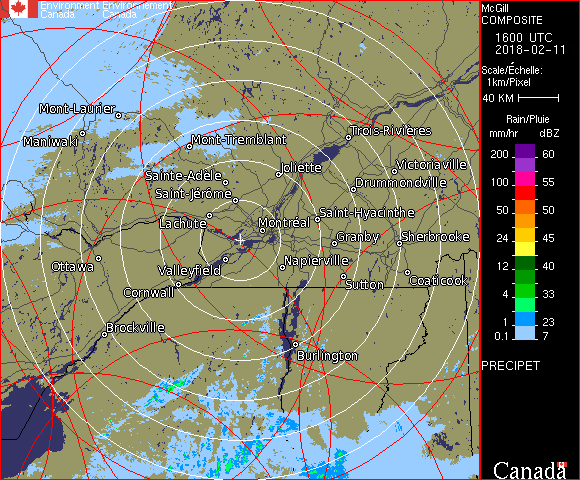 Environment Environnement
Canada Canada
McGill
COMPOSITE
1600 UTC
2018-02-11
Scale/Échelle:
1km/Pixel
40 KM
Rain/Pluie
mm/hr dBZ
200 60
150 57
100 55
50 50
24 45
12 40
4 33
1 23
0.1 7
PRECIPET
Canada
Mont-Laurier
Maniwaki
Mont-Tremblant
Trois-Rivières
Sainte-Adèle
Joliette
Victoriaville
Saint-Jérôme
Drummondville
Lachute
Montréal
Saint-Hyacinthe
Granby
Sherbrooke
Ottawa
Valleyfield
Napierville
Cornwall
Sutton
Coaticook
Brockville
Burlington